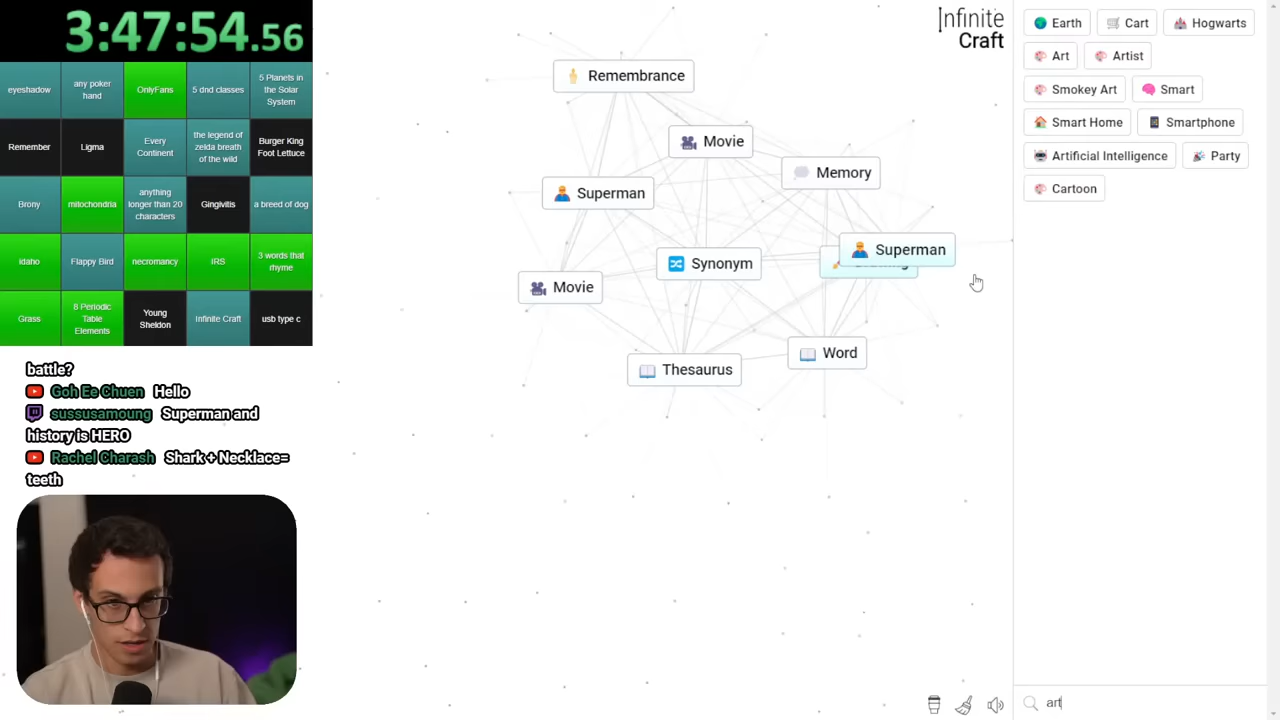 3:47:54.56
eyeshadow
any poker
hand
OnlyFans
5 dnd classes
5 Planets in
the Solar
System
Remember
Ligma
Every
Continent
the legend of
zelda breath of
the wild
Burger King
Foot Lettuce
Brony
mitochondria
anything
longer than 20
characters
Gingivitis
a breed of dog
idaho
Flappy Bird
necromancy
IRS
3 words that
rhyme
Grass
8 Periodic
Table
Elements
Young
Sheldon
Infinite Craft
usb type c
battle?
Goh Ee Chuen Hello
sussusamoung Superman and
history is HERO
Rachel Charash Shark + Necklace=
teeth
Infinite
Craft
Remembrance
Movie
Memory
Superman
Superman
Synonym
Movie
Word
Thesaurus
Earth
Cart
Hogwarts
Art
Artist
Smokey Art
Smart
Smart Home
Smartphone
Artificial Intelligence
Party
Cartoon
art